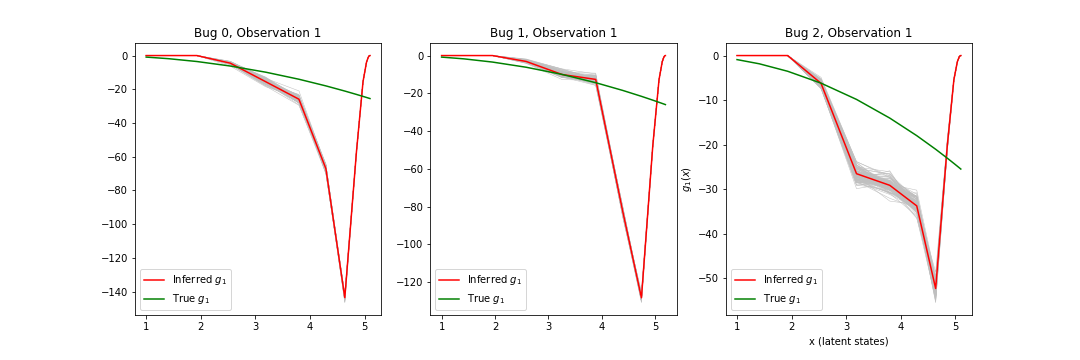 Bug 0, Observation 1
0
−20
−40
−60
−80
−100
−120
−140
1 2 3 4 5
Inferred g₁
True g₁
Bug 1, Observation 1
0
−20
−40
−60
−80
−100
−120
1 2 3 4 5
Inferred g₁
True g₁
Bug 2, Observation 1
g₁(x)
0
−10
−20
−30
−40
−50
1 2 3 4 5
x (latent states)
Inferred g₁
True g₁